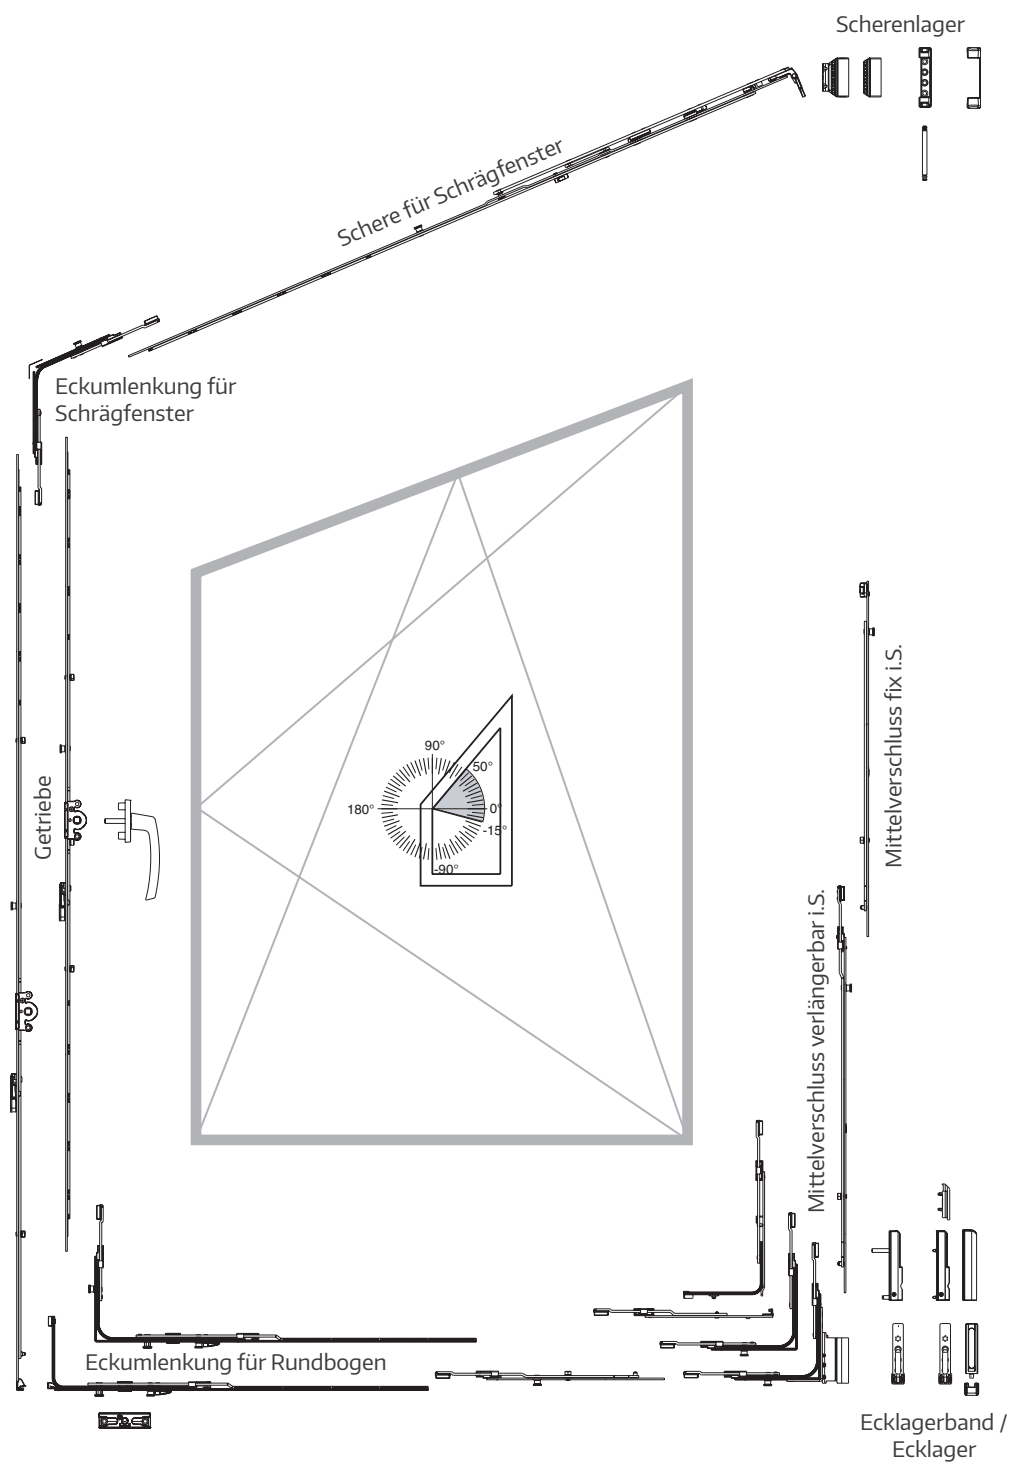 Scherenlager
Schere für Schrägfenster
Eckumlenkung für
Schrägfenster
Mittelverschluss fix i.S.
90°
50°
180°
0°
-15°
-90°
Getriebe
Mittelverschluss verlängerbar i.S.
Eckumlenkung für Rundbogen
Ecklagerband /
Ecklager